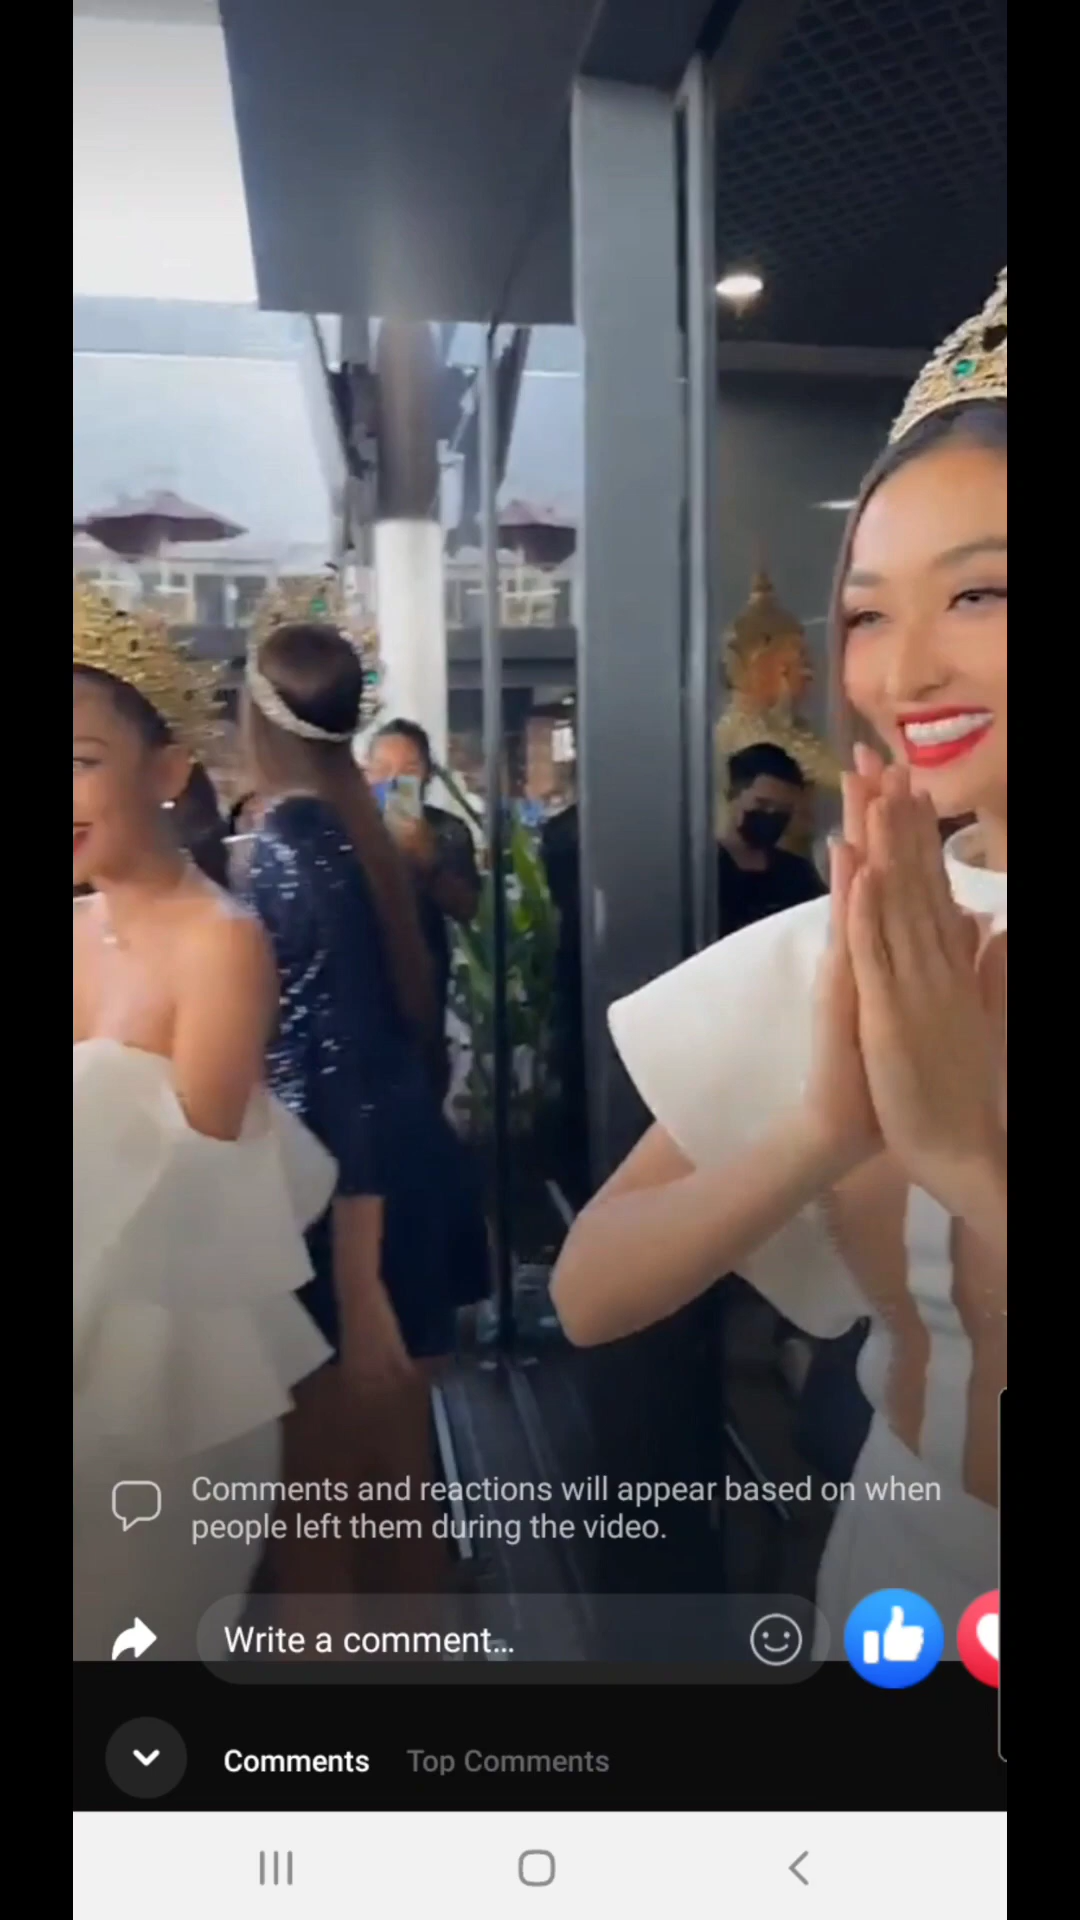 Comments and reactions will appear based on when
people left them during the video.
Write a comment...
Comments Top Comments